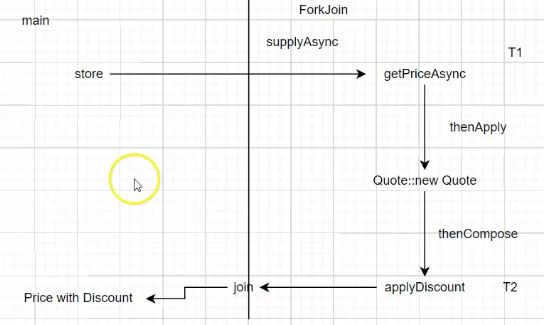 ForkJoin
main
supplyAsync
T1
store
getPriceAsync
thenApply
Quote::new Quote
thenCompose
join
applyDiscount
T2
Price with Discount